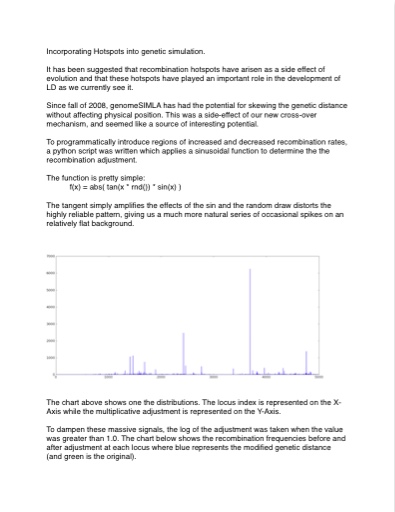 Incorporating Hotspots into genetic simulation.
It has been suggested that recombination hotspots have arisen as a side effect of
evolution and that these hotspots have played an important role in the development of
LD as we currently see it.
Since fall of 2008, genomeSIMLA has had the potential for skewing the genetic distance
without affecting physical position. This was a side-effect of our new cross-over
mechanism, and seemed like a source of interesting potential.
To programmatically introduce regions of increased and decreased recombination rates,
a python script was written which applies a sinusoidal function to determine the the
recombination adjustment.
The function is pretty simple:
f(x) = abs( tan(x * rnd()) * sin(x) )
The tangent simply amplifies the effects of the sin and the random draw distorts the
highly reliable pattern, giving us a much more natural series of occasional spikes on an
relatively flat background.
7000
6000
5000
4000
3000
2000
1000
0
The chart above shows one the distributions. The locus index is represented on the X-
Axis while the multiplicative adjustment is represented on the Y-Axis.
To dampen these massive signals, the log of the adjustment was taken when the value
was greater than 1.0. The chart below shows the recombination frequencies before and
after adjustment at each locus where blue represents the modified genetic distance
(and green is the original).